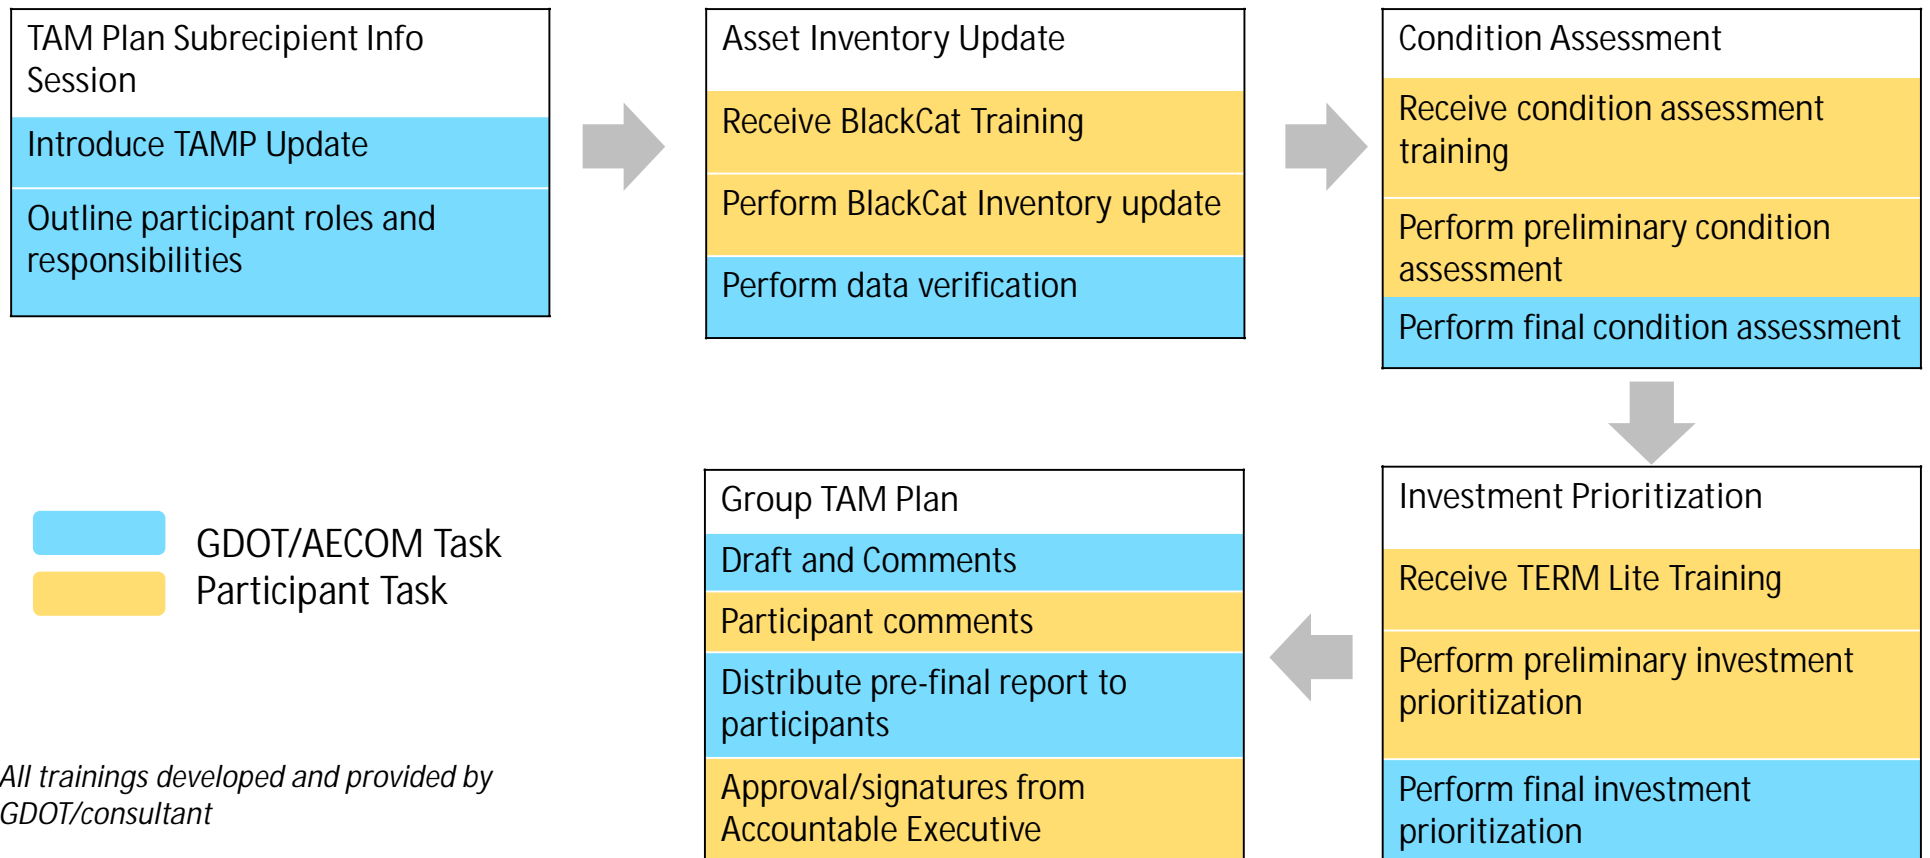 TAM Plan Subrecipient Info
Session
Introduce TAMP Update
Outline participant roles and
responsibilities
Asset Inventory Update
Receive BlackCat Training
Perform BlackCat Inventory update
Perform data verification
Condition Assessment
Receive condition assessment
training
Perform preliminary condition
assessment
Perform final condition assessment
Investment Prioritization
Receive TERM Lite Training
Perform preliminary investment
prioritization
Perform final investment
prioritization
Group TAM Plan
Draft and Comments
Participant comments
Distribute pre-final report to
participants
Approval/signatures from
Accountable Executive
GDOT/AECOM Task
Participant Task
All trainings developed and provided by
GDOT/consultant